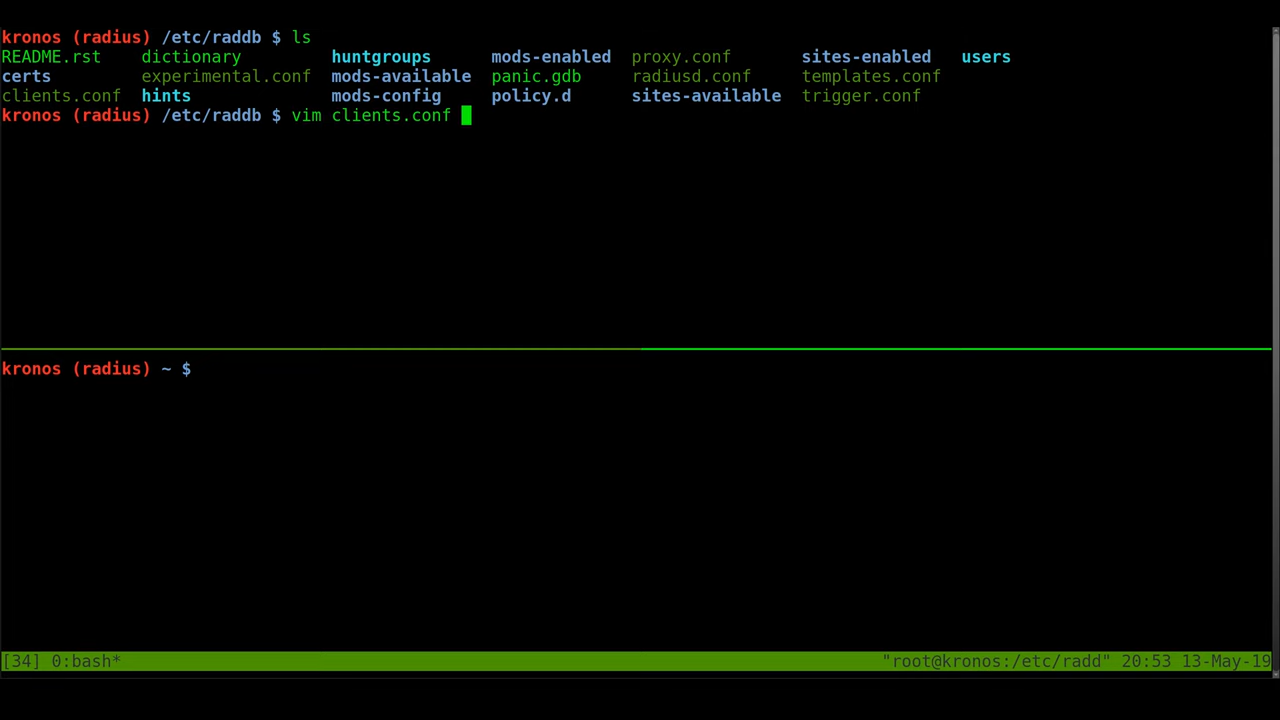 kronos (radius) /etc/raddb $ ls
README.rst    dictionary         huntgroups      mods-enabled  proxy.conf       sites-enabled   users
certs         experimental.conf  mods-available  panic.gdb     radiusd.conf     templates.conf
clients.conf  hints              mods-config     policy.d      sites-available  trigger.conf
kronos (radius) /etc/raddb $ vim clients.conf
kronos (radius) ~ $
[34] 0:bash* "root@kronos:/etc/radd" 20:53 13-May-19